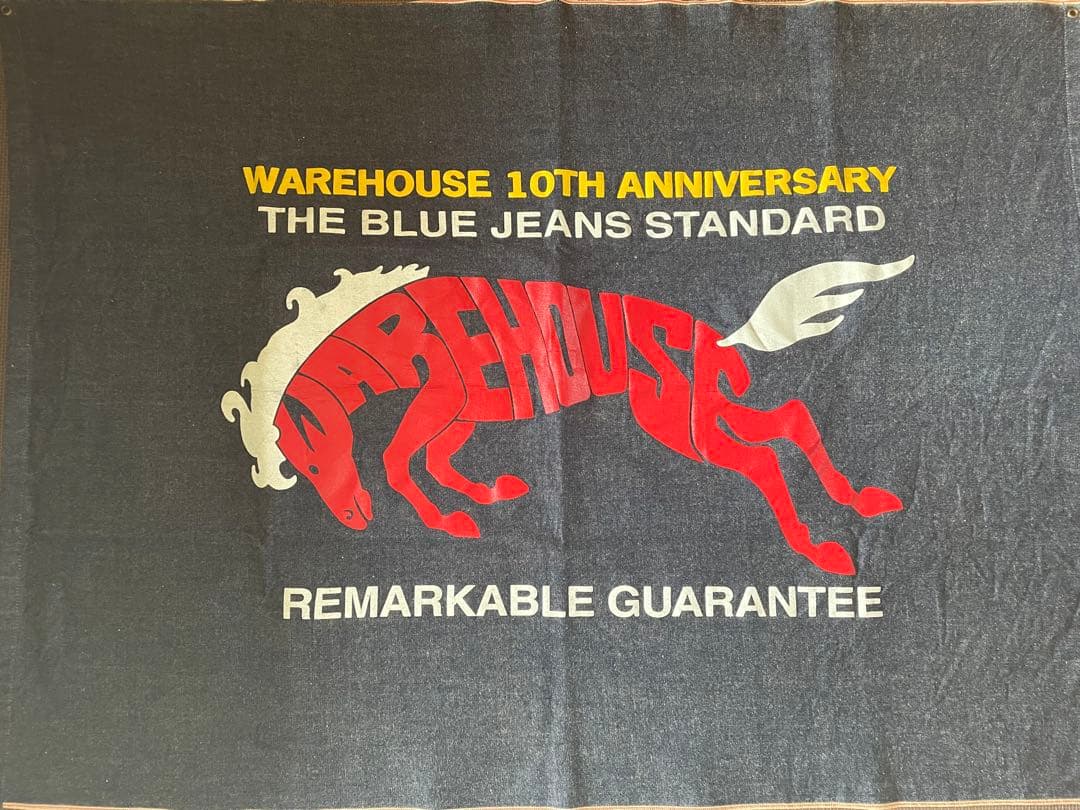 WAREHOUSE 10TH ANNIVERSARY
THE BLUE JEANS STANDARD
WAREHOUSE
REMARKABLE GUARANTEE